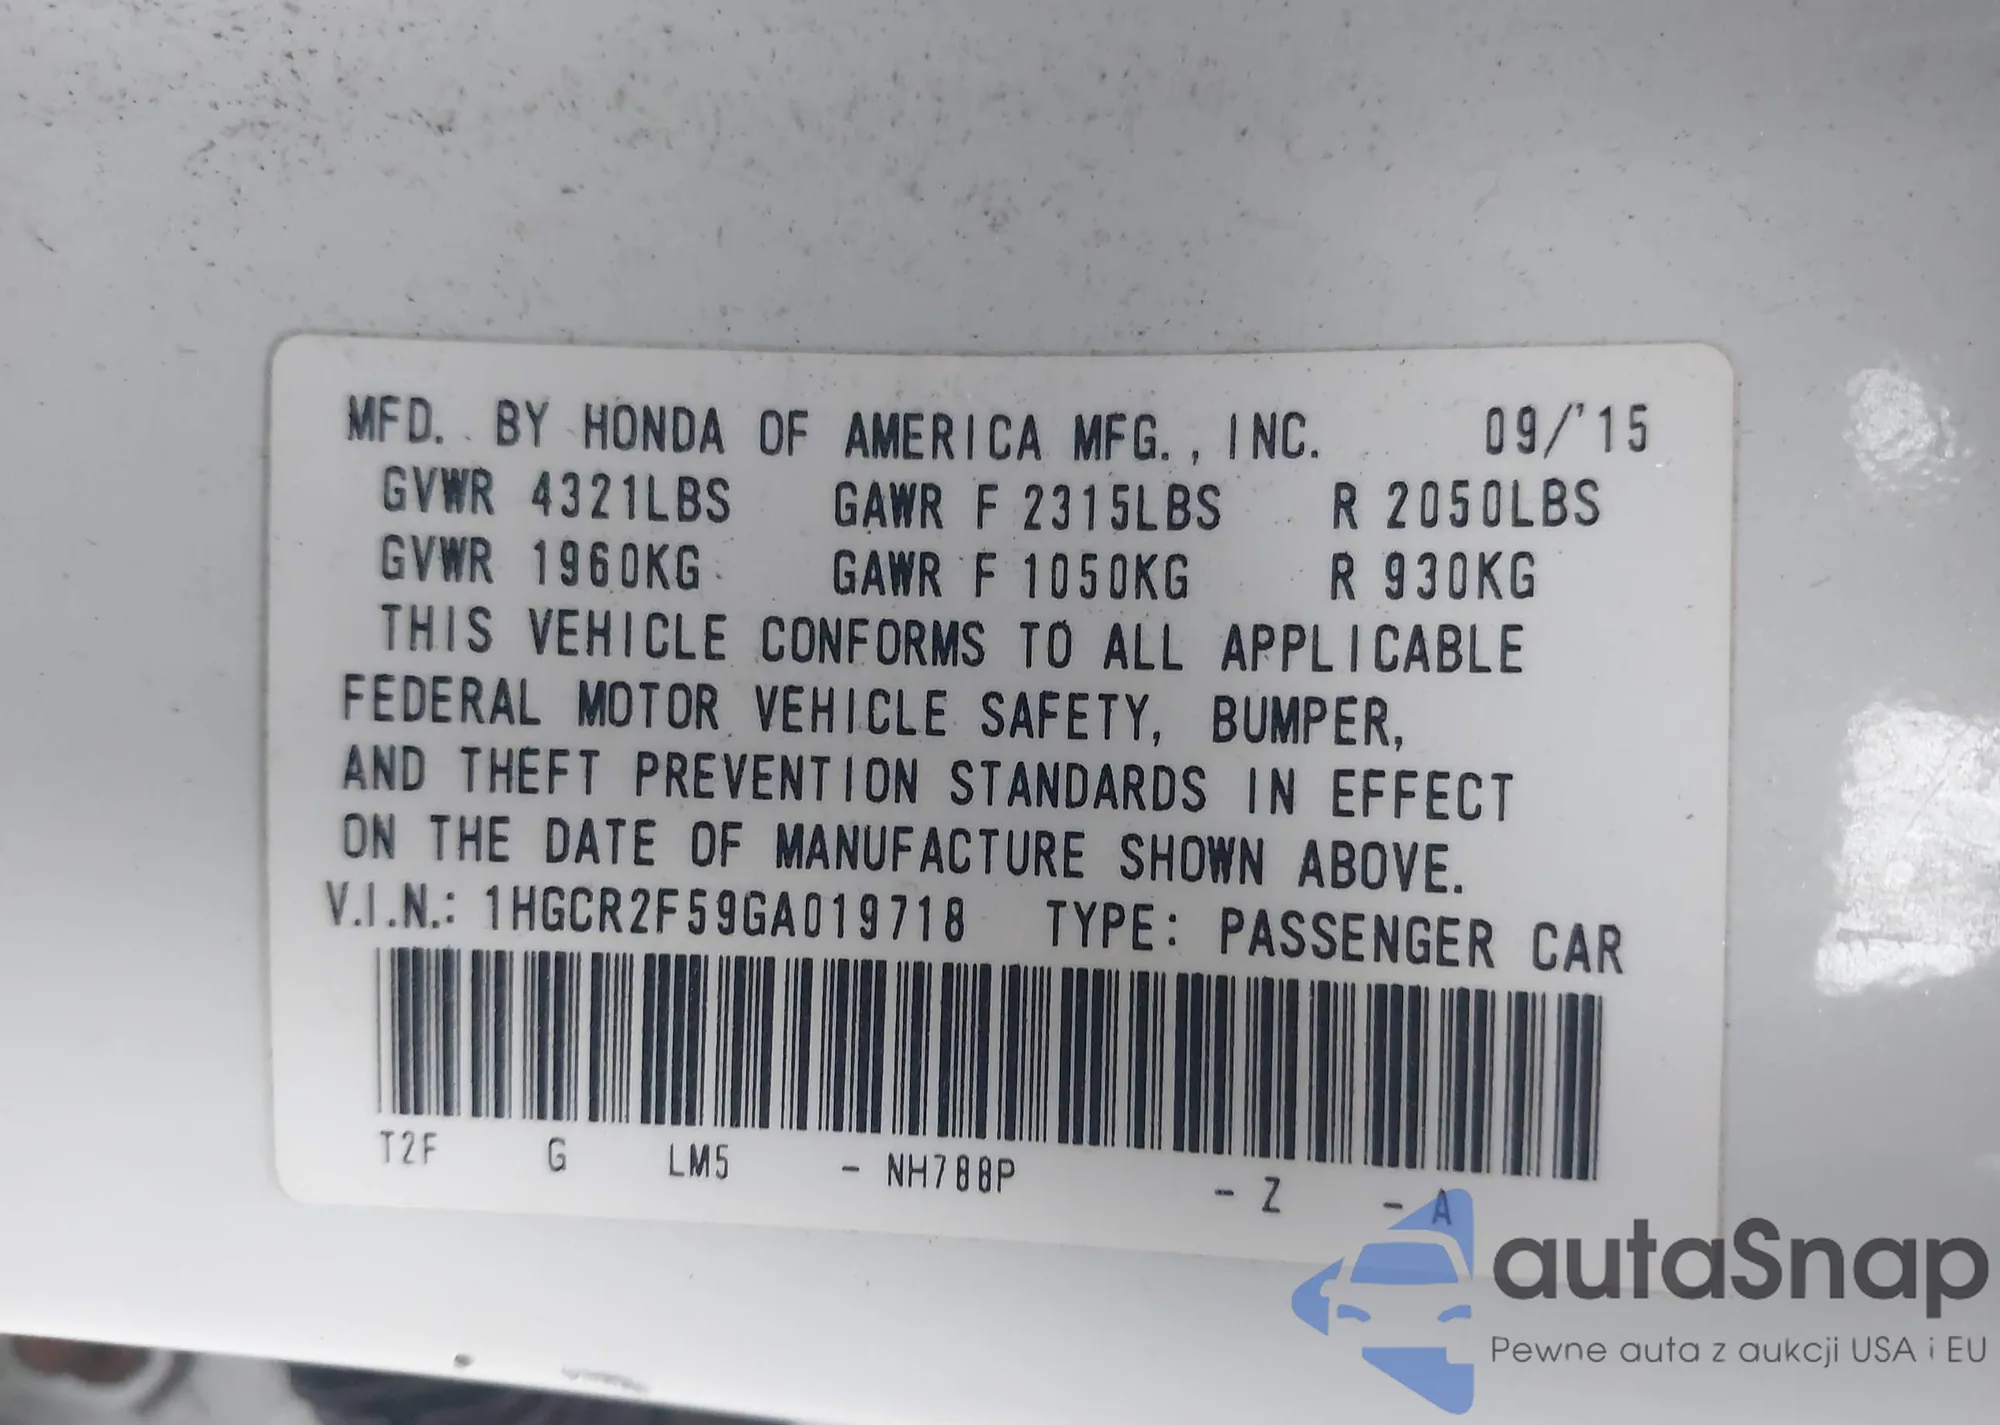 MFD. BY HONDA OF AMERICA MFG., INC. 09/'15
GVWR 4321LBS GAWR F 2315LBS R 2050LBS
GVWR 1960KG GAWR F 1050KG R 930KG
THIS VEHICLE CONFORMS TO ALL APPLICABLE
FEDERAL MOTOR VEHICLE SAFETY, BUMPER,
AND THEFT PREVENTION STANDARDS IN EFFECT
ON THE DATE OF MANUFACTURE SHOWN ABOVE.
V.I.N.: 1HGCR2F59GA019718 TYPE: PASSENGER CAR
T2F G LM5 - NH788P - Z - A
autaSnap
Pewne auta z aukcji USA i EU